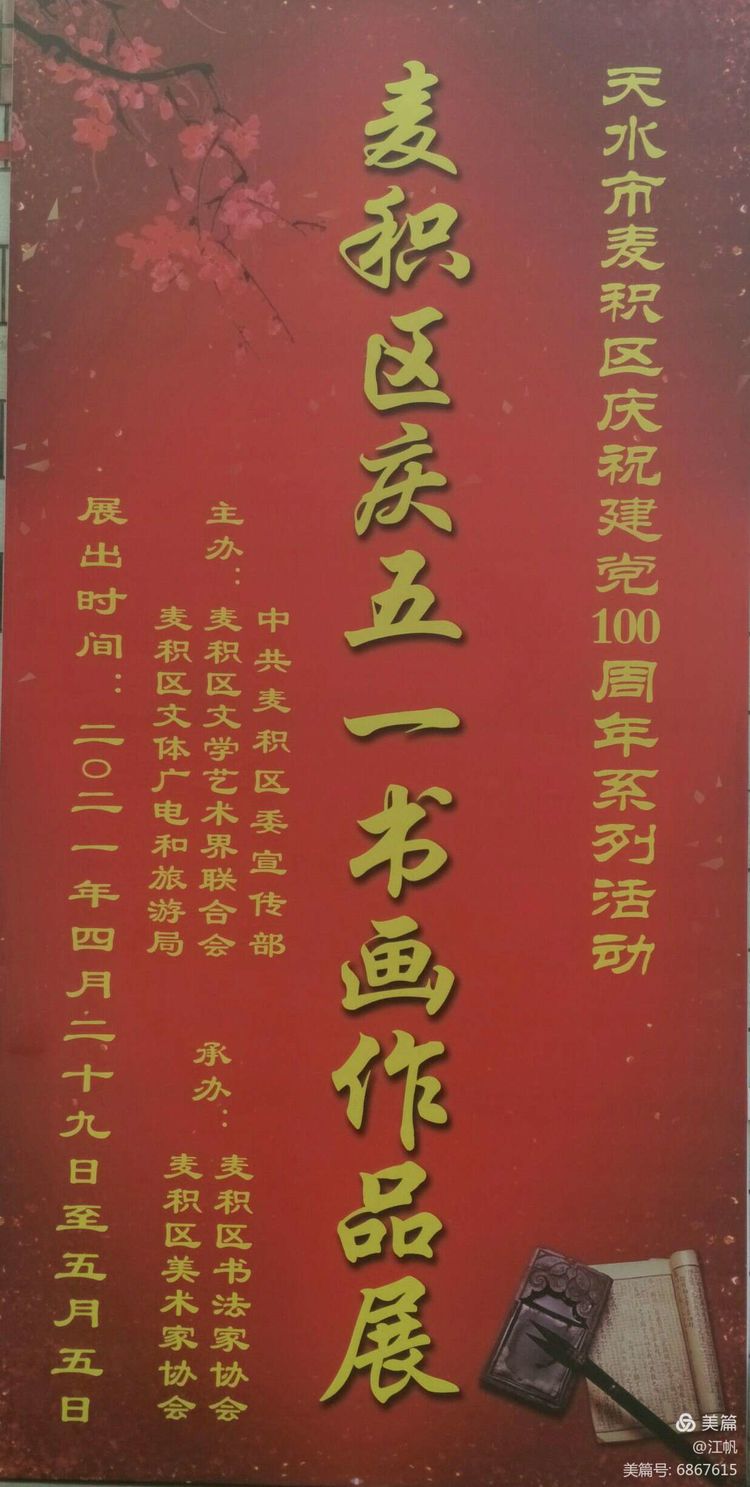 天水市麦积区庆祝建党100周年系列活动
麦积区庆五一书画作品展
主办：
中共麦积区委宣传部
麦积区文学艺术界联合会
麦积区文体广电和旅游局
承办：
麦积区书法家协会
麦积区美术家协会
展出时间：二〇二一年四月二十九日至五月五日
美篇
@江帆
美篇号: 6867615